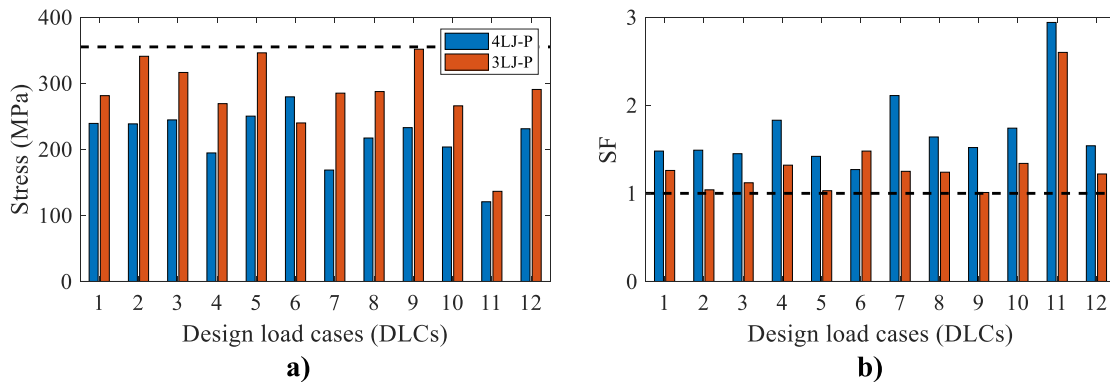 400
300
200
100
0
Stress (MPa)
4LJ-P
3LJ-P
1 2 3 4 5 6 7 8 9 10 11 12
Design load cases (DLCs)
a)
3
2
1
0
SF
1 2 3 4 5 6 7 8 9 10 11 12
Design load cases (DLCs)
b)